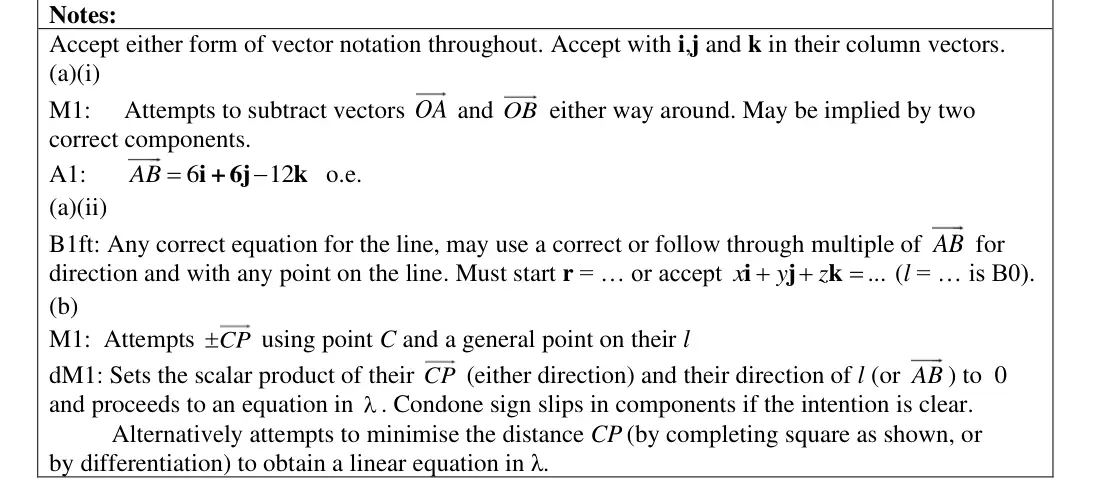 Notes:
Accept either form of vector notation throughout. Accept with i,j and k in their column vectors.
(a)(i)
M1: Attempts to subtract vectors $\overrightarrow{OA}$ and $\overrightarrow{OB}$ either way around. May be implied by two
correct components.
A1: $\overrightarrow{AB}$ = 6i + 6j − 12k o.e.
(a)(ii)
B1ft: Any correct equation for the line, may use a correct or follow through multiple of $\overrightarrow{AB}$ for
direction and with any point on the line. Must start r = … or accept xi + yj + zk = ... (l = … is B0).
(b)
M1: Attempts ±$\overrightarrow{CP}$ using point C and a general point on their l
dM1: Sets the scalar product of their $\overrightarrow{CP}$ (either direction) and their direction of l (or $\overrightarrow{AB}$) to 0
and proceeds to an equation in λ. Condone sign slips in components if the intention is clear.
Alternatively attempts to minimise the distance CP (by completing square as shown, or
by differentiation) to obtain a linear equation in λ.